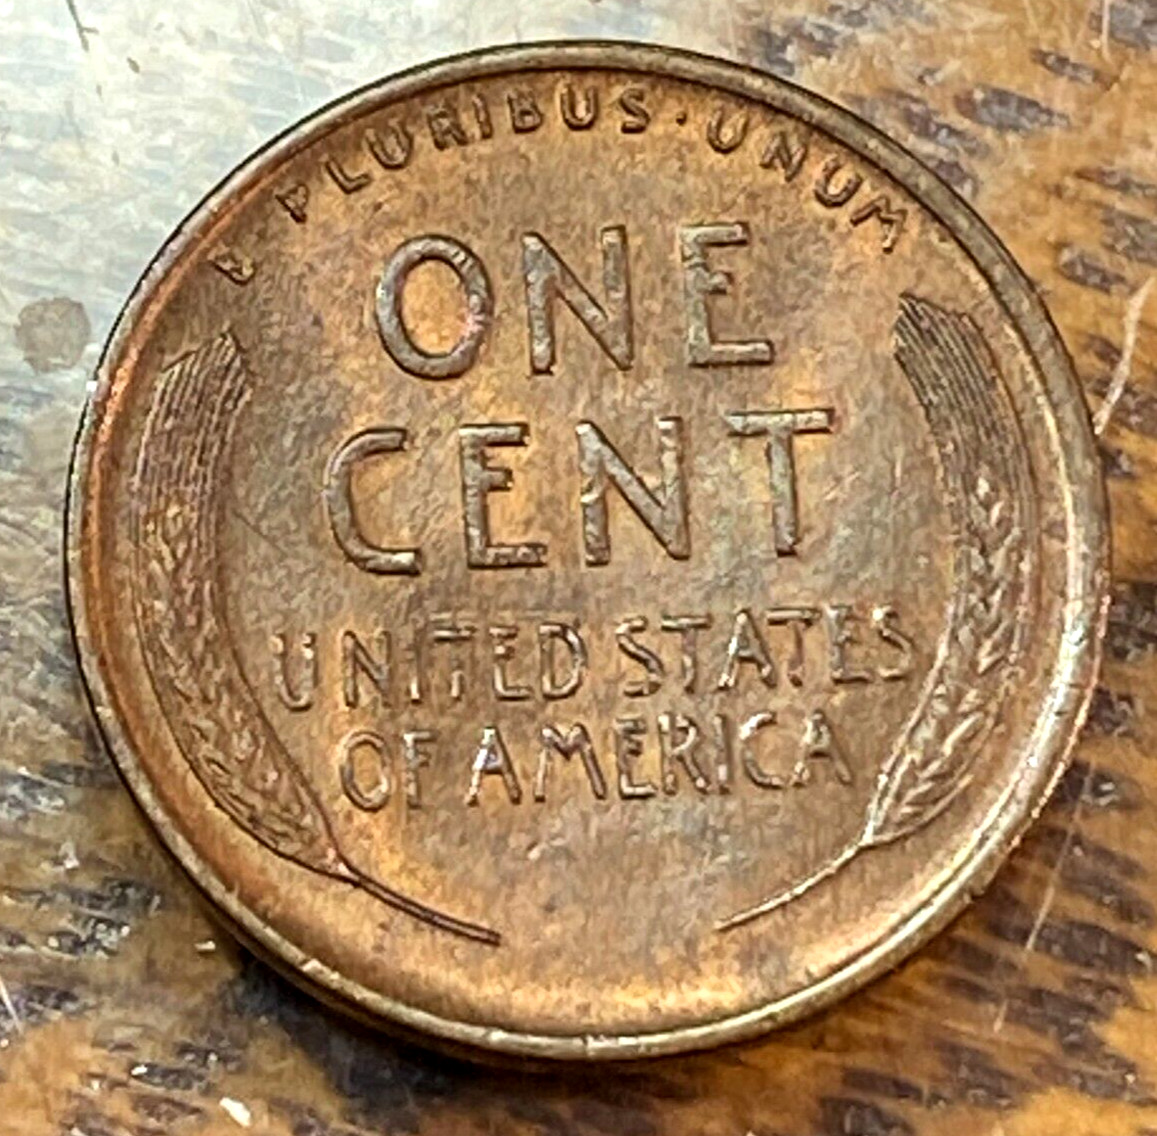 E PLURIBUS·UNUM
ONE
CENT
UNITED STATES
OF AMERICA